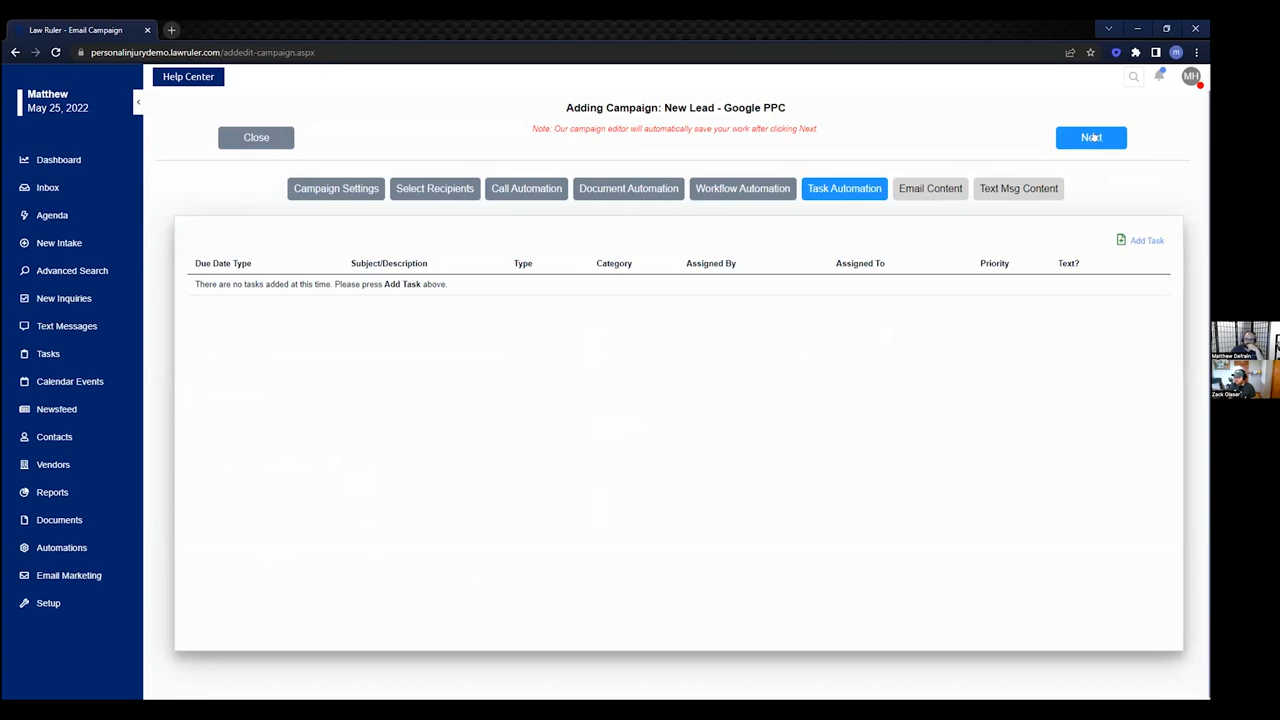 Law Ruler - Email Campaign
personalinjurydemo.lawruler.com/addedit-campaign.aspx
m
Matthew
May 25, 2022
Help Center
MH
Adding Campaign: New Lead - Google PPC
Note: Our campaign editor will automatically save your work after clicking Next.
Close
Next
Campaign Settings
Select Recipients
Call Automation
Document Automation
Workflow Automation
Task Automation
Email Content
Text Msg Content
Add Task
Due Date Type
Subject/Description
Type
Category
Assigned By
Assigned To
Priority
Text?
There are no tasks added at this time. Please press Add Task above.
Dashboard
Inbox
Agenda
New Intake
Advanced Search
New Inquiries
Text Messages
Tasks
Calendar Events
Newsfeed
Contacts
Vendors
Reports
Documents
Automations
Email Marketing
Setup
Matthew Defrain
Zack Glaser